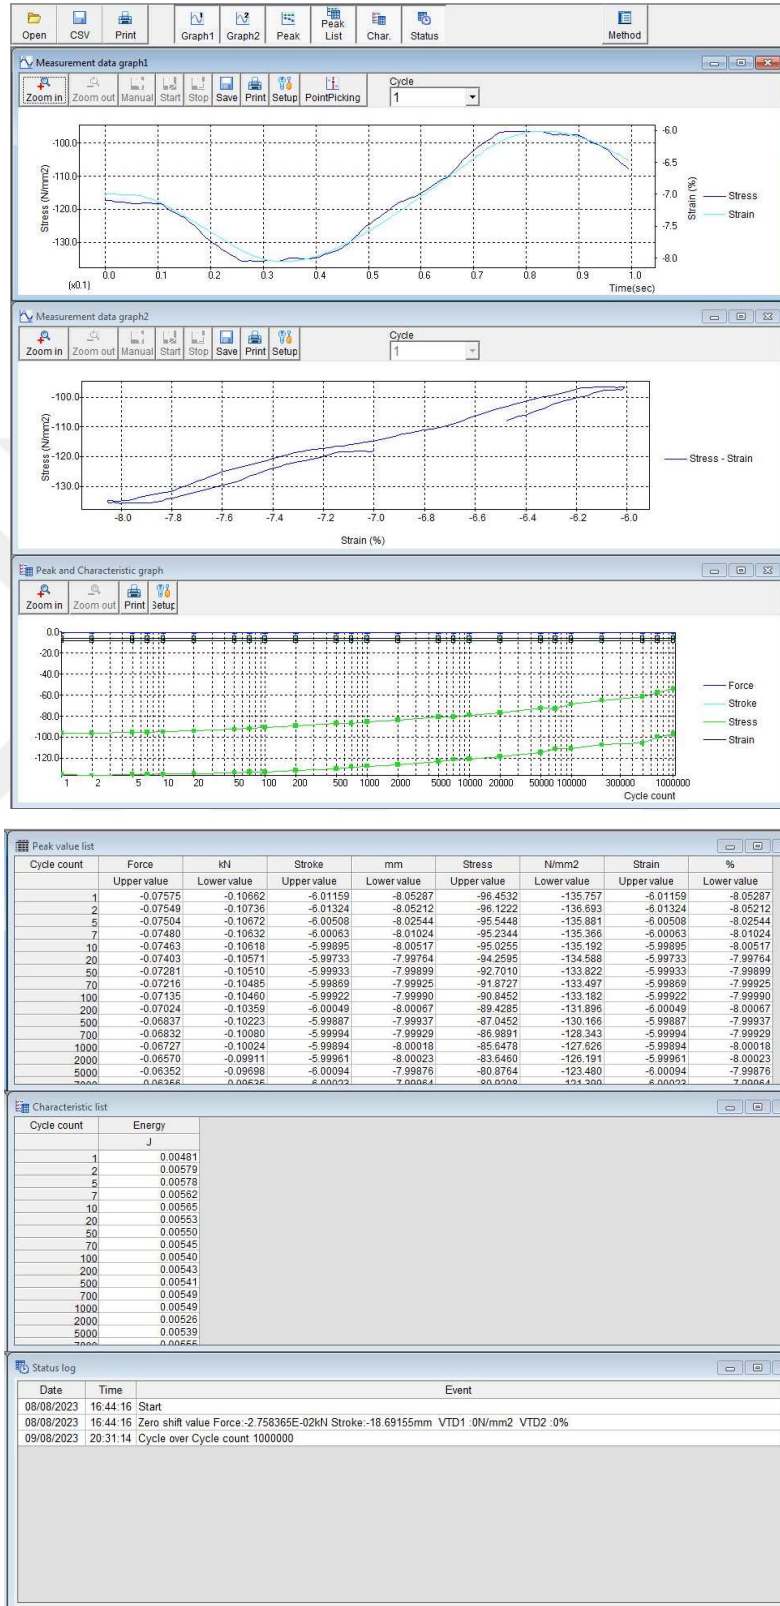 Open CSV Print Graph1 Graph2 Peak Peak List Char. Status Method
Measurement data graph1
Zoom in Zoom out Manual Start Stop Save Print Setup PointPicking
Cycle
1
Stress (N/mm2)
-100.0
-110.0
-120.0
-130.0
(x0.1)
0.0 0.1 0.2 0.3 0.4 0.5 0.6 0.7 0.8 0.9 1.0
Time(sec)
-6.0
-6.5
-7.0
-7.5
-8.0
Strain (%)
Stress
Strain
Measurement data graph2
Zoom in Zoom out Manual Start Stop Save Print Setup
Cycle
1
Stress (N/mm2)
-100.0
-110.0
-120.0
-130.0
-8.0 -7.8 -7.6 -7.4 -7.2 -7.0 -6.8 -6.6 -6.4 -6.2 -6.0
Strain (%)
Stress - Strain
Peak and Characteristic graph
Zoom in Zoom out Print Setup
0.0
-20.0
-40.0
-60.0
-80.0
-100.0
-120.0
1 2 5 10 20 50 100 200 500 1000 2000 5000 10000 20000 50000 100000 300000 1000000
Cycle count
Force
Stroke
Stress
Strain
Peak value list
Cycle count Force kN Stroke mm Stress N/mm2 Strain %
Upper value Lower value Upper value Lower value Upper value Lower value Upper value Lower value
1 -0.07575 -0.10662 -6.01159 -8.05287 -96.4532 -135.757 -6.01159 -8.05287
2 -0.07549 -0.10736 -6.01324 -8.05212 -96.1222 -136.693 -6.01324 -8.05212
5 -0.07504 -0.10672 -6.00508 -8.02544 -95.5448 -135.881 -6.00508 -8.02544
7 -0.07480 -0.10632 -6.00063 -8.01024 -95.2344 -135.366 -6.00063 -8.01024
10 -0.07463 -0.10618 -5.99895 -8.00517 -95.0255 -135.192 -5.99895 -8.00517
20 -0.07403 -0.10571 -5.99733 -7.99764 -94.2595 -134.588 -5.99733 -7.99764
50 -0.07281 -0.10510 -5.99933 -7.99899 -92.7010 -133.822 -5.99933 -7.99899
70 -0.07216 -0.10485 -5.99869 -7.99925 -91.8727 -133.497 -5.99869 -7.99925
100 -0.07135 -0.10460 -5.99922 -7.99990 -90.8452 -133.182 -5.99922 -7.99990
200 -0.07024 -0.10359 -6.00049 -8.00067 -89.4285 -131.896 -6.00049 -8.00067
500 -0.06837 -0.10223 -5.99887 -7.99937 -87.0452 -130.166 -5.99887 -7.99937
700 -0.06832 -0.10080 -5.99994 -7.99929 -86.9891 -128.343 -5.99994 -7.99929
1000 -0.06727 -0.10024 -5.99894 -8.00018 -85.6478 -127.626 -5.99894 -8.00018
2000 -0.06570 -0.09911 -5.99961 -8.00023 -83.6460 -126.191 -5.99961 -8.00023
5000 -0.06352 -0.09698 -6.00094 -7.99876 -80.8764 -123.480 -6.00094 -7.99876
Characteristic list
Cycle count Energy
J
1 0.00481
2 0.00579
5 0.00578
7 0.00562
10 0.00565
20 0.00553
50 0.00550
70 0.00545
100 0.00540
200 0.00543
500 0.00541
700 0.00549
1000 0.00549
2000 0.00526
5000 0.00539
Status log
Date Time Event
08/08/2023 16:44:16 Start
08/08/2023 16:44:16 Zero shift value Force:-2.758365E-02kN Stroke:-18.69155mm VTD1 :0N/mm2 VTD2 :0%
09/08/2023 20:31:14 Cycle over Cycle count 1000000